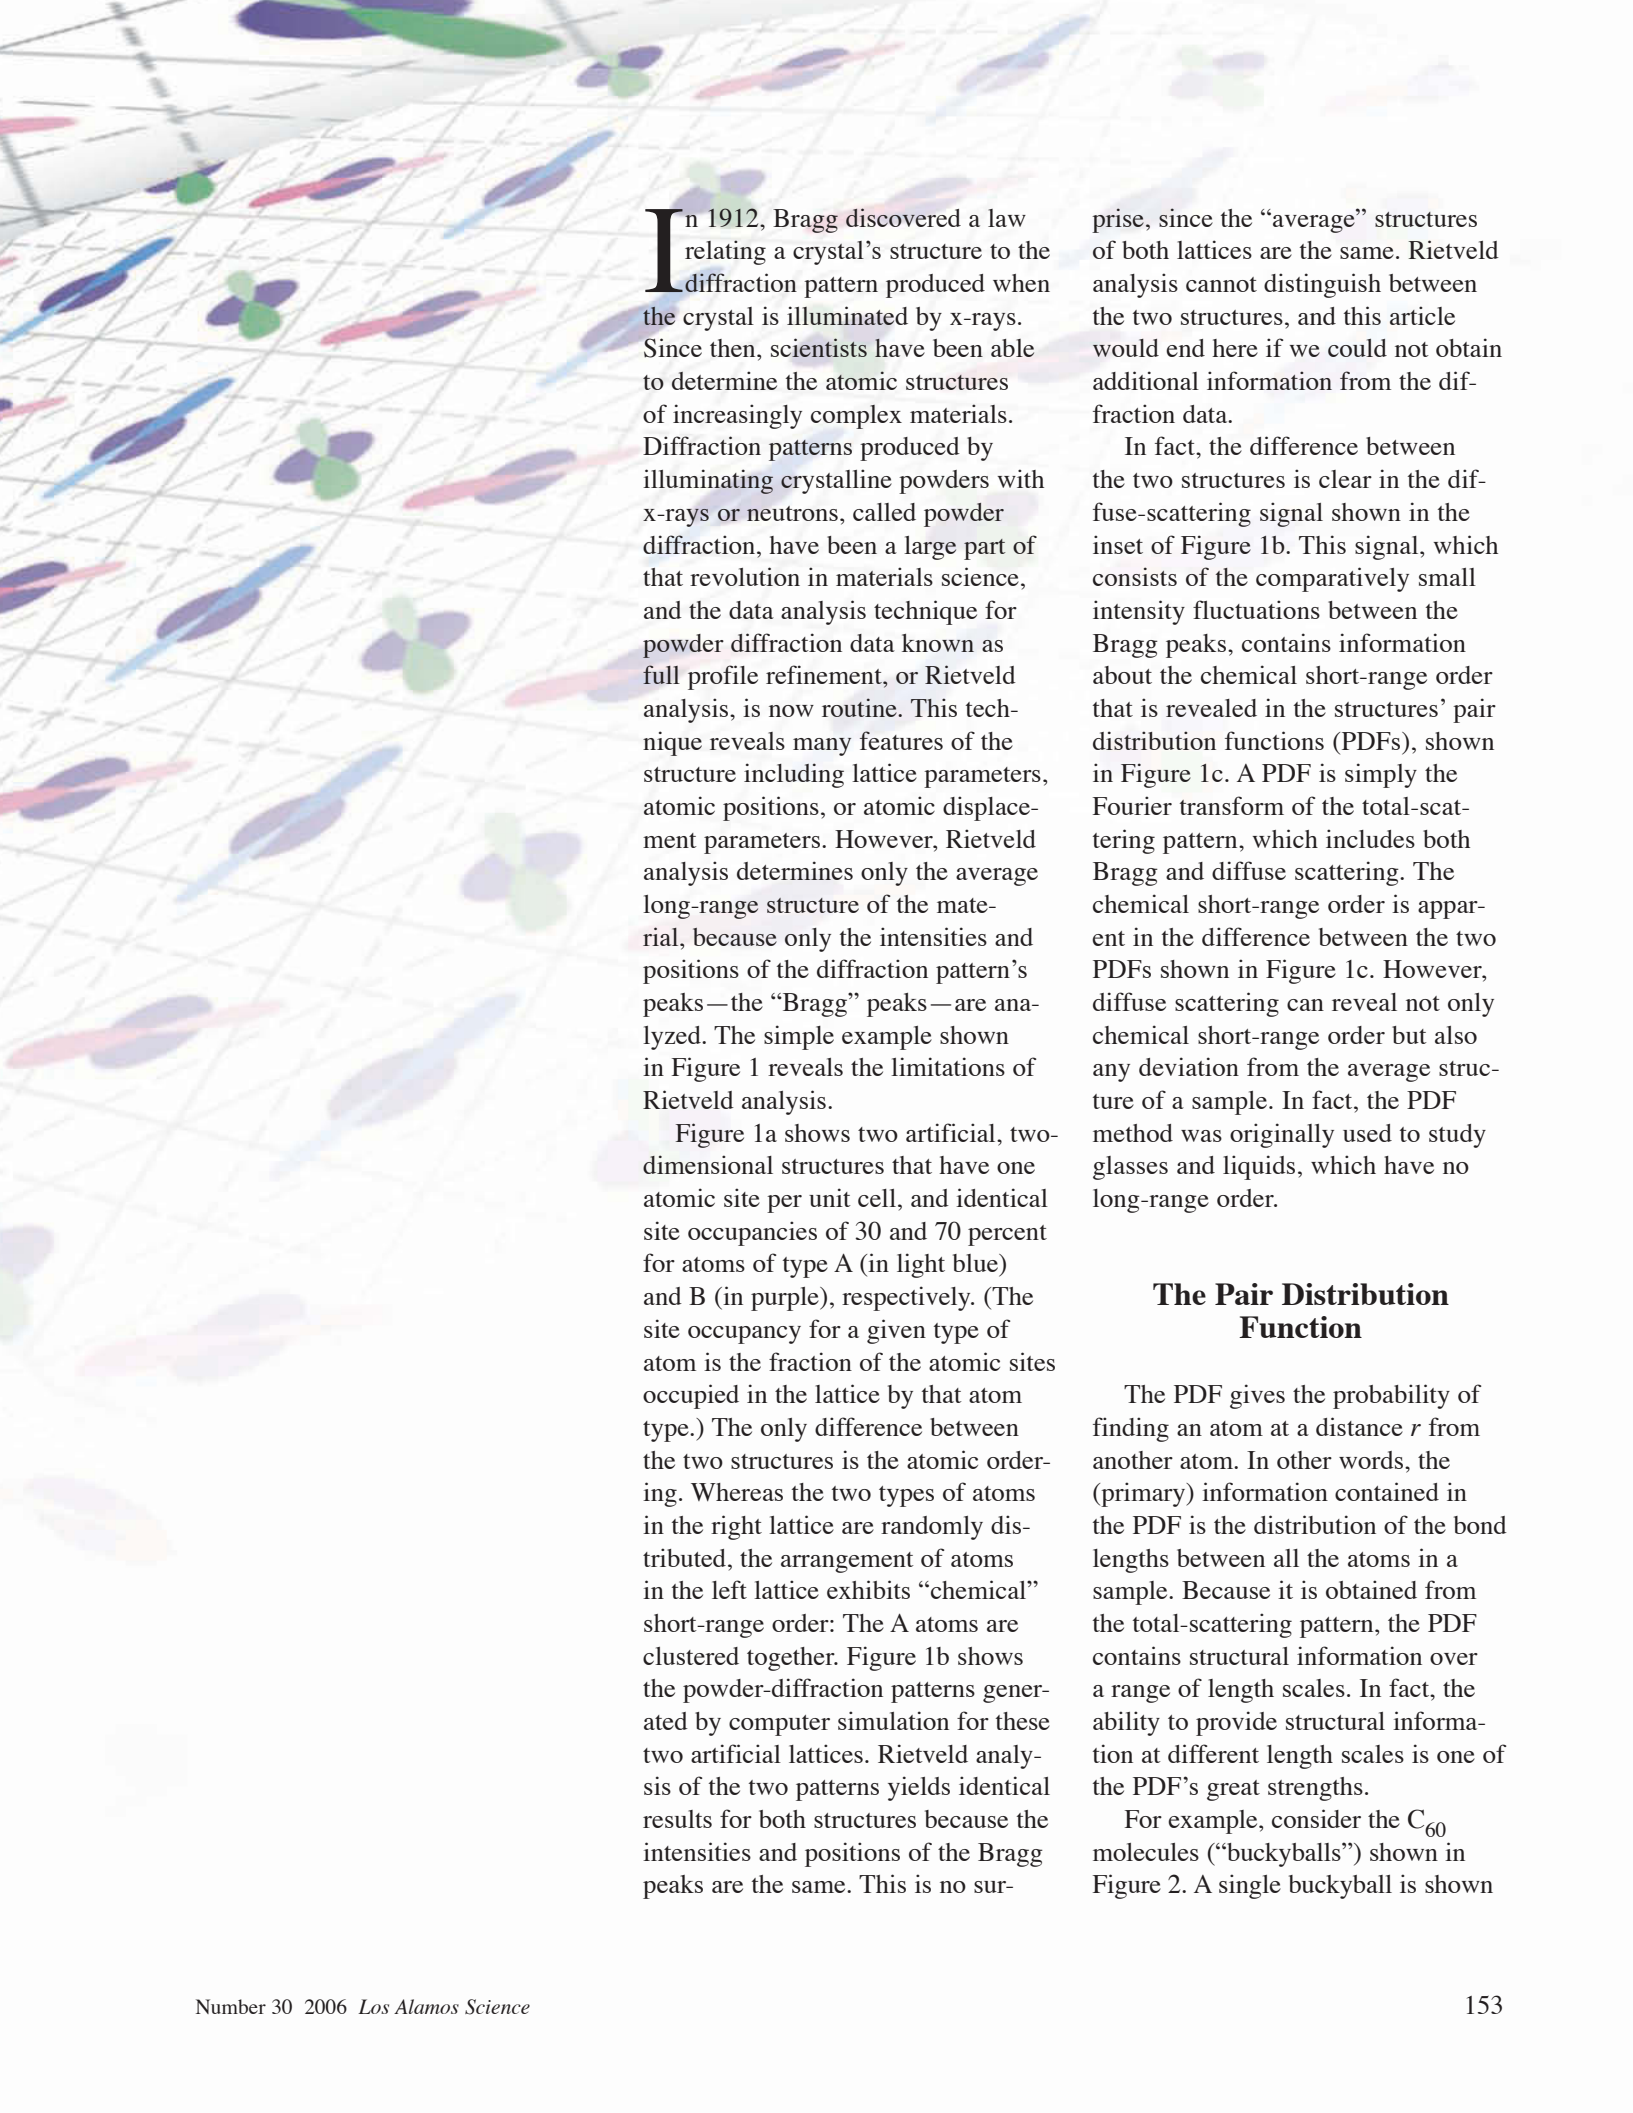 In 1912, Bragg discovered a law
relating a crystal’s structure to the
diffraction pattern produced when
the crystal is illuminated by x-rays.
Since then, scientists have been able
to determine the atomic structures
of increasingly complex materials.
Diffraction patterns produced by
illuminating crystalline powders with
x-rays or neutrons, called powder
diffraction, have been a large part of
that revolution in materials science,
and the data analysis technique for
powder diffraction data known as
full profile refinement, or Rietveld
analysis, is now routine. This tech-
nique reveals many features of the
structure including lattice parameters,
atomic positions, or atomic displace-
ment parameters. However, Rietveld
analysis determines only the average
long-range structure of the mate-
rial, because only the intensities and
positions of the diffraction pattern’s
peaks—the “Bragg” peaks—are ana-
lyzed. The simple example shown
in Figure 1 reveals the limitations of
Rietveld analysis.
Figure 1a shows two artificial, two-
dimensional structures that have one
atomic site per unit cell, and identical
site occupancies of 30 and 70 percent
for atoms of type A (in light blue)
and B (in purple), respectively. (The
site occupancy for a given type of
atom is the fraction of the atomic sites
occupied in the lattice by that atom
type.) The only difference between
the two structures is the atomic order-
ing. Whereas the two types of atoms
in the right lattice are randomly dis-
tributed, the arrangement of atoms
in the left lattice exhibits “chemical”
short-range order: The A atoms are
clustered together. Figure 1b shows
the powder-diffraction patterns gener-
ated by computer simulation for these
two artificial lattices. Rietveld analy-
sis of the two patterns yields identical
results for both structures because the
intensities and positions of the Bragg
peaks are the same. This is no sur-
prise, since the “average” structures
of both lattices are the same. Rietveld
analysis cannot distinguish between
the two structures, and this article
would end here if we could not obtain
additional information from the dif-
fraction data.
In fact, the difference between
the two structures is clear in the dif-
fuse-scattering signal shown in the
inset of Figure 1b. This signal, which
consists of the comparatively small
intensity fluctuations between the
Bragg peaks, contains information
about the chemical short-range order
that is revealed in the structures’ pair
distribution functions (PDFs), shown
in Figure 1c. A PDF is simply the
Fourier transform of the total-scat-
tering pattern, which includes both
Bragg and diffuse scattering. The
chemical short-range order is appar-
ent in the difference between the two
PDFs shown in Figure 1c. However,
diffuse scattering can reveal not only
chemical short-range order but also
any deviation from the average struc-
ture of a sample. In fact, the PDF
method was originally used to study
glasses and liquids, which have no
long-range order.
The Pair Distribution
Function
The PDF gives the probability of
finding an atom at a distance r from
another atom. In other words, the
(primary) information contained in
the PDF is the distribution of the bond
lengths between all the atoms in a
sample. Because it is obtained from
the total-scattering pattern, the PDF
contains structural information over
a range of length scales. In fact, the
ability to provide structural informa-
tion at different length scales is one of
the PDF’s great strengths.
For example, consider the C60
molecules (“buckyballs”) shown in
Figure 2. A single buckyball is shown
Number 30 2006 Los Alamos Science
153